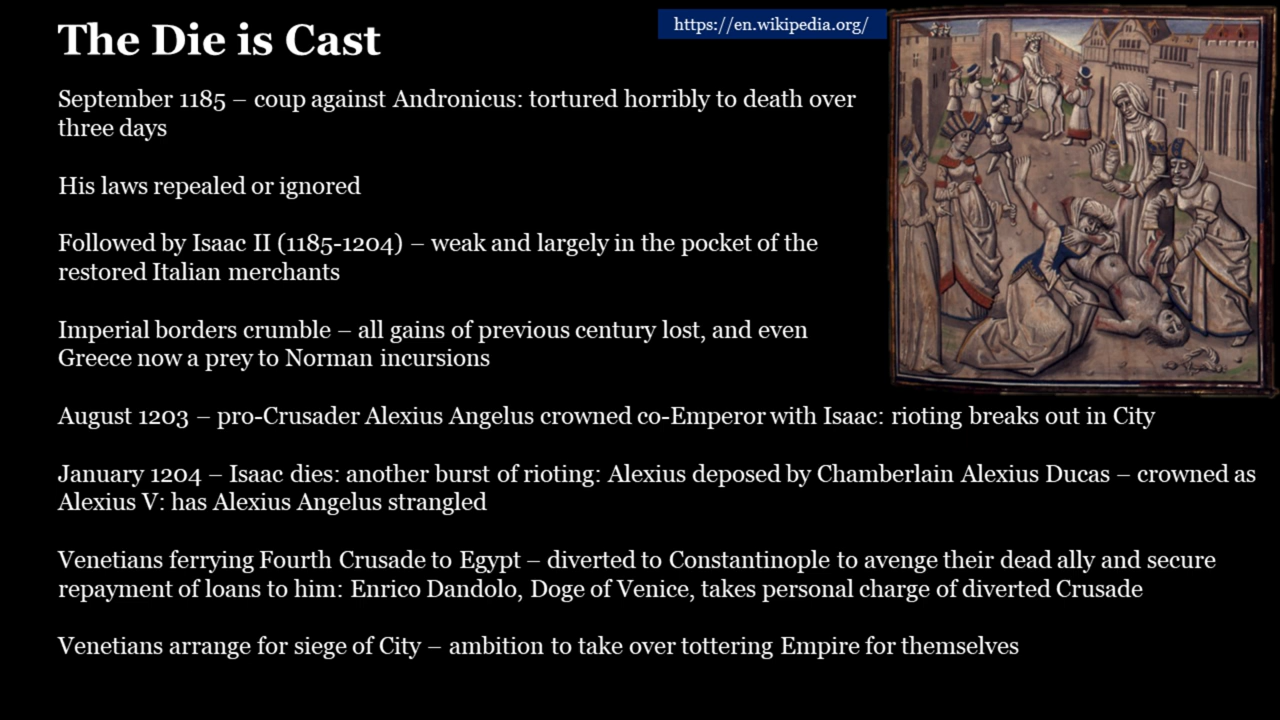 The Die is Cast
https://en.wikipedia.org/
September 1185 – coup against Andronicus: tortured horribly to death over
three days
His laws repealed or ignored
Followed by Isaac II (1185-1204) – weak and largely in the pocket of the
restored Italian merchants
Imperial borders crumble – all gains of previous century lost, and even
Greece now a prey to Norman incursions
August 1203 – pro-Crusader Alexius Angelus crowned co-Emperor with Isaac: rioting breaks out in City
January 1204 – Isaac dies: another burst of rioting: Alexius deposed by Chamberlain Alexius Ducas – crowned as
Alexius V: has Alexius Angelus strangled
Venetians ferrying Fourth Crusade to Egypt – diverted to Constantinople to avenge their dead ally and secure
repayment of loans to him: Enrico Dandolo, Doge of Venice, takes personal charge of diverted Crusade
Venetians arrange for siege of City – ambition to take over tottering Empire for themselves